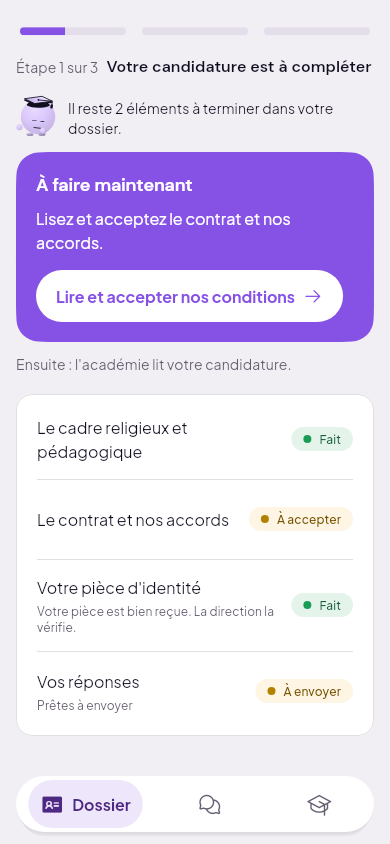 Étape 1 sur 3 Votre candidature est à compléter
Il reste 2 éléments à terminer dans votre
dossier.
À faire maintenant
Lisez et acceptez le contrat et nos
accords.
Lire et accepter nos conditions →
Ensuite : l'académie lit votre candidature.
Le cadre religieux et
pédagogique
Fait
Le contrat et nos accords
À accepter
Votre pièce d'identité
Votre pièce est bien reçue. La direction la
vérifie.
Fait
Vos réponses
Prêtes à envoyer
À envoyer
Dossier